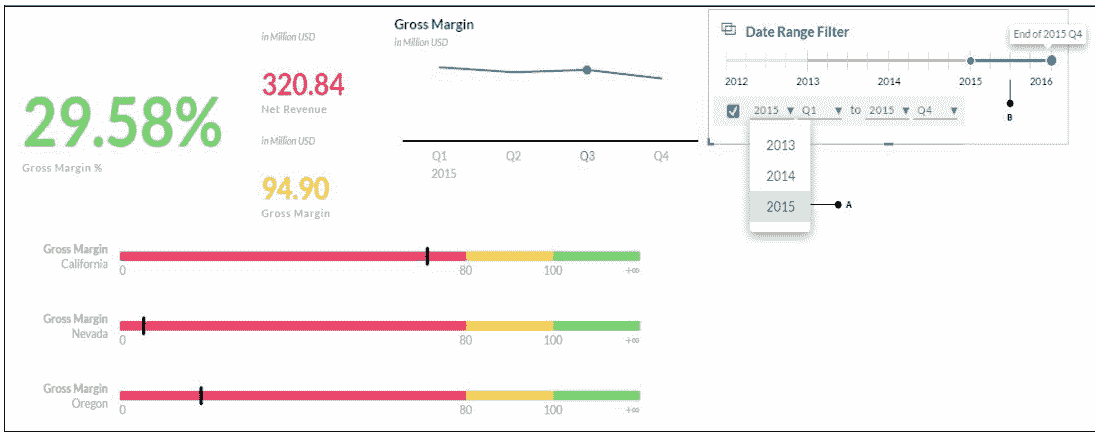 29.58%
Gross Margin %
in Million USD
320.84
Net Revenue
in Million USD
94.90
Gross Margin
Gross Margin
in Million USD
Q1 Q2 Q3 Q4
2015
Date Range Filter
End of 2015 Q4
2012 2013 2014 2015 2016
2015 Q1 to 2015 Q4
B
2013
2014
2015
A
Gross Margin
California
0 80 100 +∞
Gross Margin
Nevada
0 80 100 +∞
Gross Margin
Oregon
0 80 100 +∞